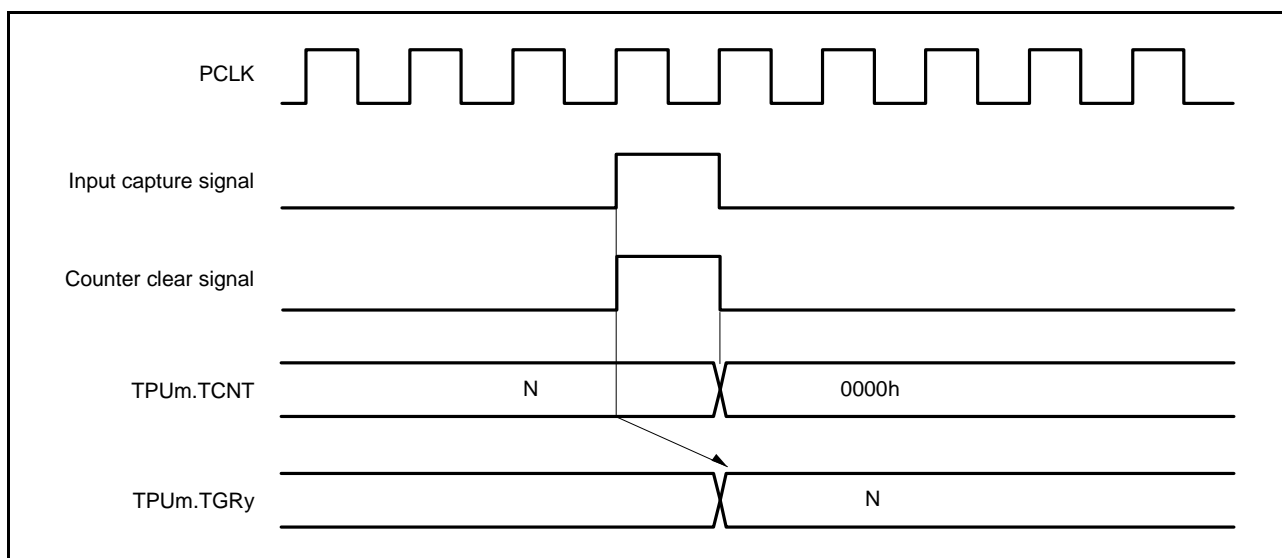 PCLK
Input capture signal
Counter clear signal
TPUm.TCNT
N
0000h
TPUm.TGRy
N